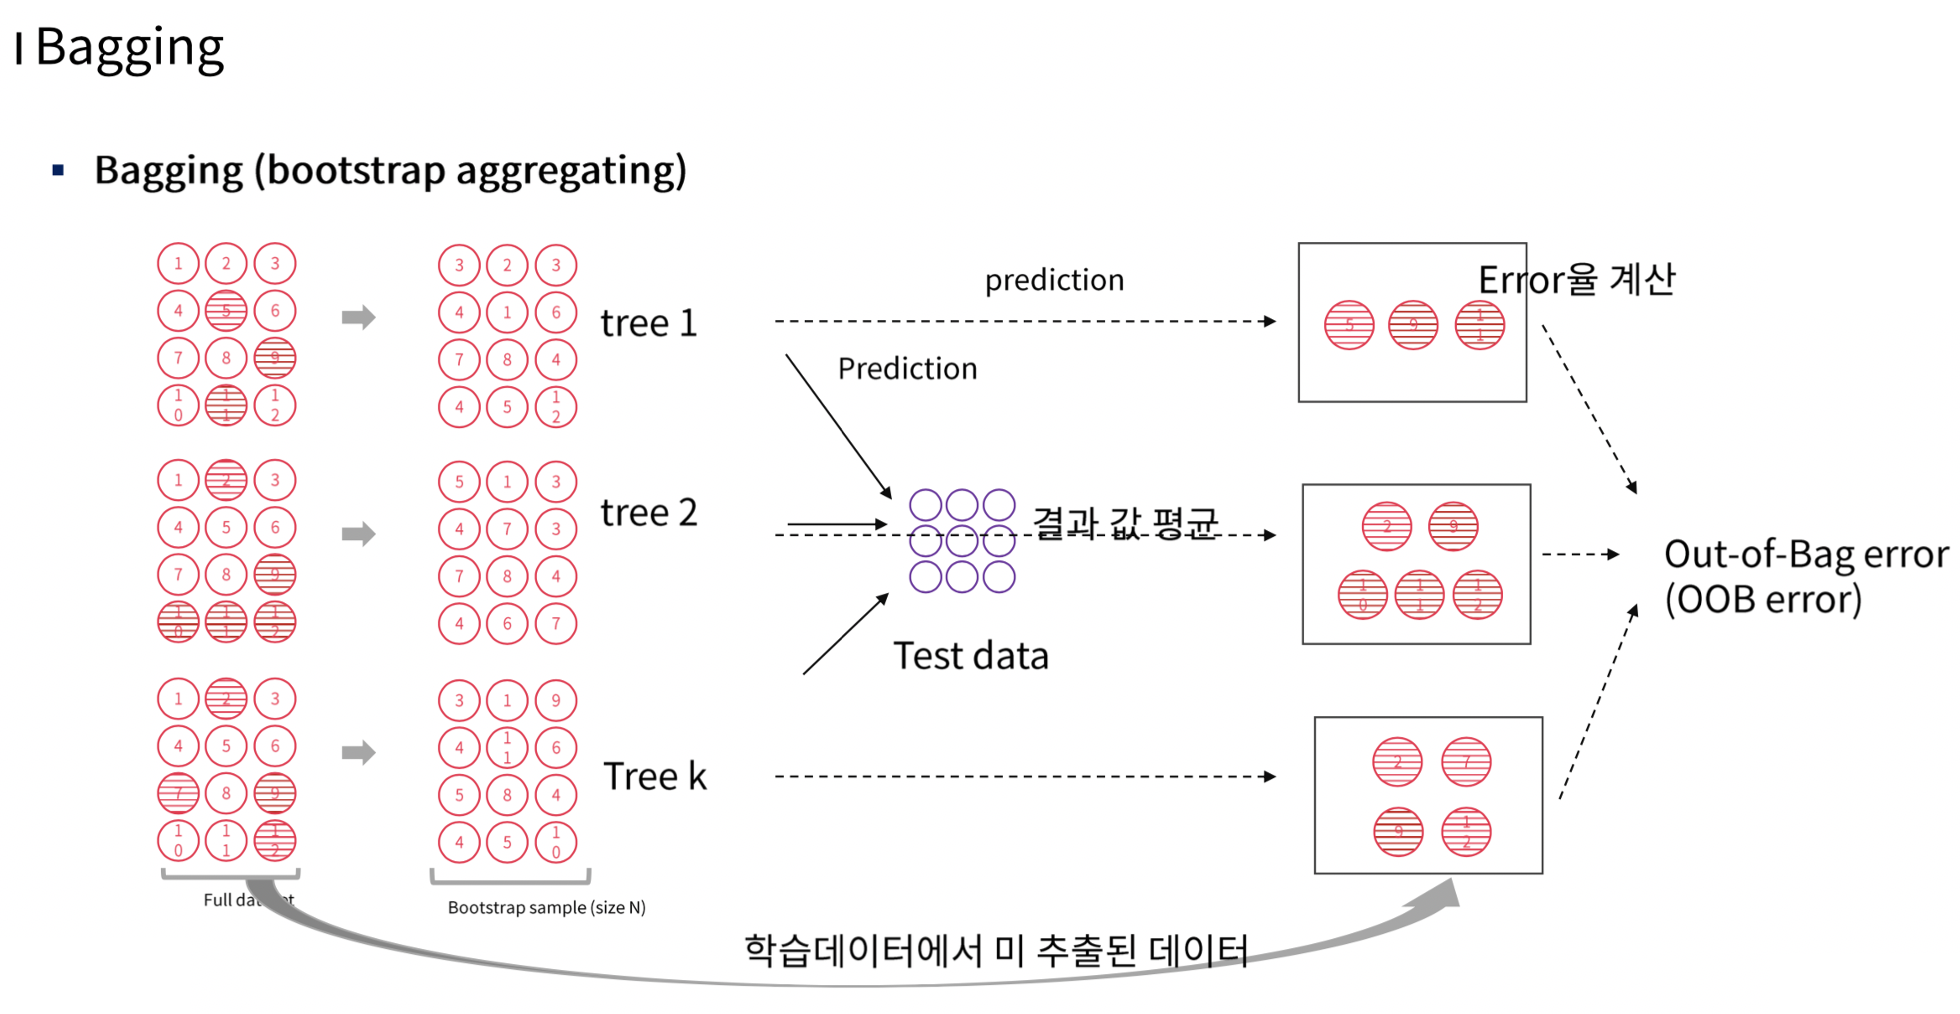 I Bagging
Bagging (bootstrap aggregating)
1 2 3
4 5 6
7 8 9
10 11 12
3 2 3
4 1 6
7 8 4
4 5 12
tree 1
prediction
Prediction
5 9 11
Error율 계산
1 2 3
4 5 6
7 8 9
10 11 12
5 1 3
4 7 3
7 8 4
4 6 7
tree 2
결과 값 평균
Test data
2 9
10 11 12
Out-of-Bag error
(OOB error)
1 2 3
4 5 6
7 8 9
10 11 12
3 1 9
4 11 6
5 8 4
4 5 10
Tree k
2 7
9 12
Full dataset
Bootstrap sample (size N)
학습데이터에서 미 추출된 데이터